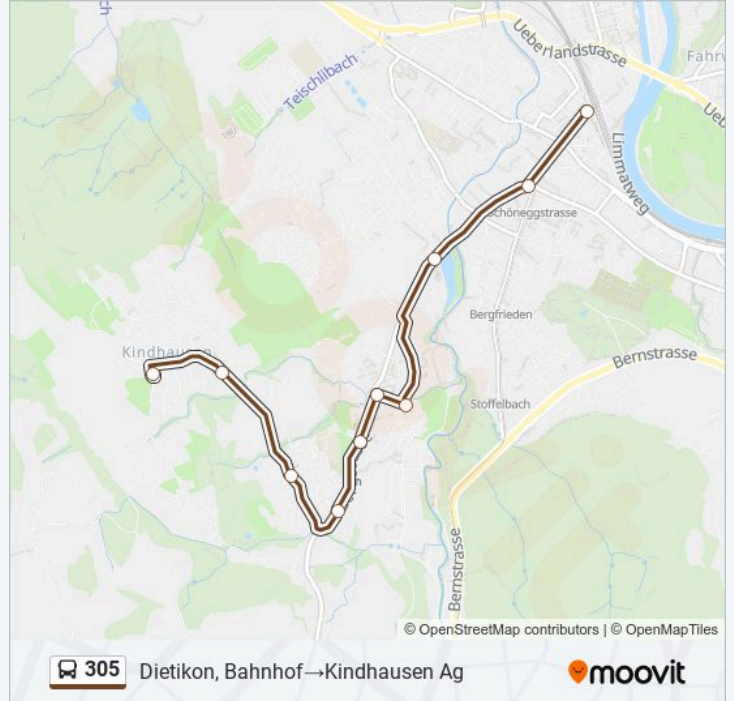 ch
Teischlibach
Ueberlandstrasse
Fahrw
Ueb
Limmatweg
Schöneggstrasse
Bergfrieden
Kindhausen
Bernstrasse
Stoffelbach
Bernstrasse
© OpenStreetMap contributors | © OpenMapTiles
305 Dietikon, Bahnhof→Kindhausen Ag
moovit